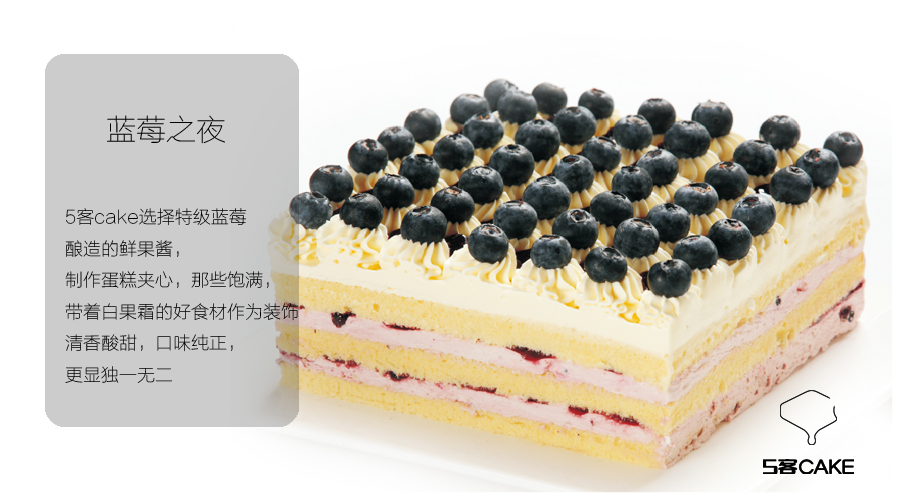 蓝莓之夜
5客cake选择特级蓝莓
酿造的鲜果酱，
制作蛋糕夹心，那些饱满，
带着白果霜的好食材作为装饰
清香酸甜，口味纯正，
更显独一无二
5客CAKE